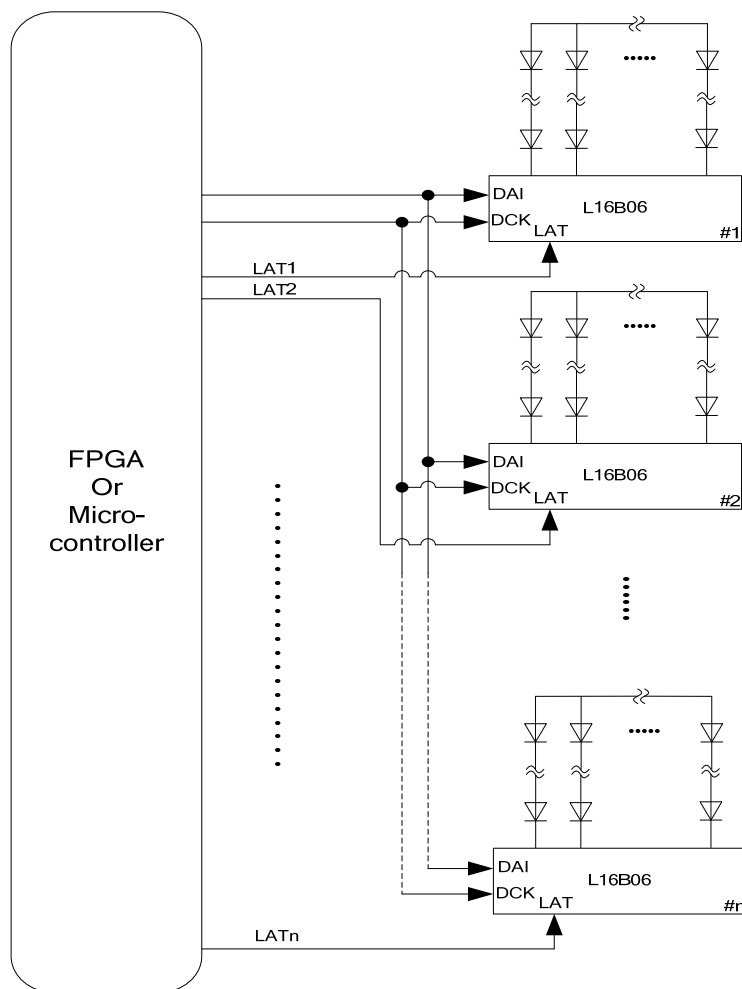 DAI
L16B06
DCK
LAT
#1
LAT1
LAT2
DAI
L16B06
DCK
LAT
#2
FPGA
Or
Micro-
controller
DAI
L16B06
DCK
LAT
#n
LATn